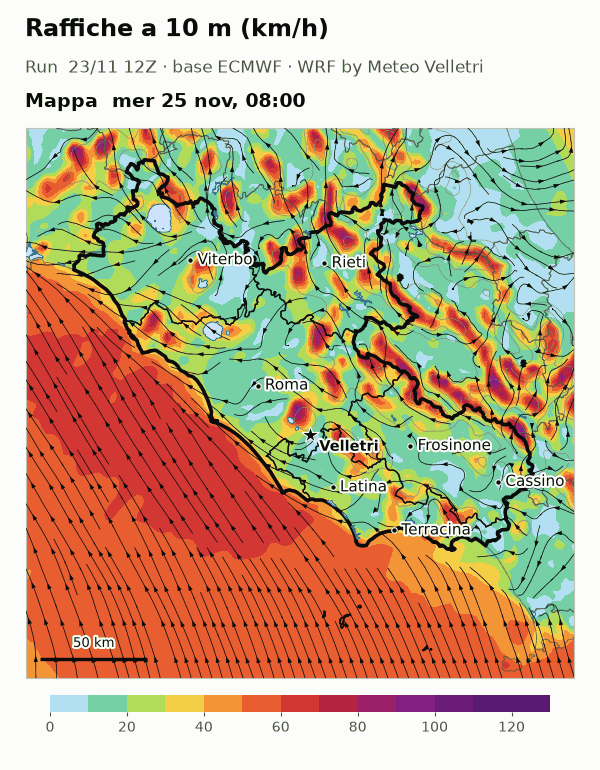 Raffiche a 10 m (km/h)
Run  23/11 12Z · base ECMWF · WRF by Meteo Velletri
Mappa  mer 25 nov, 08:00
Viterbo
Rieti
Roma
Velletri
Frosinone
Latina
Cassino
Terracina
50 km
0 20 40 60 80 100 120